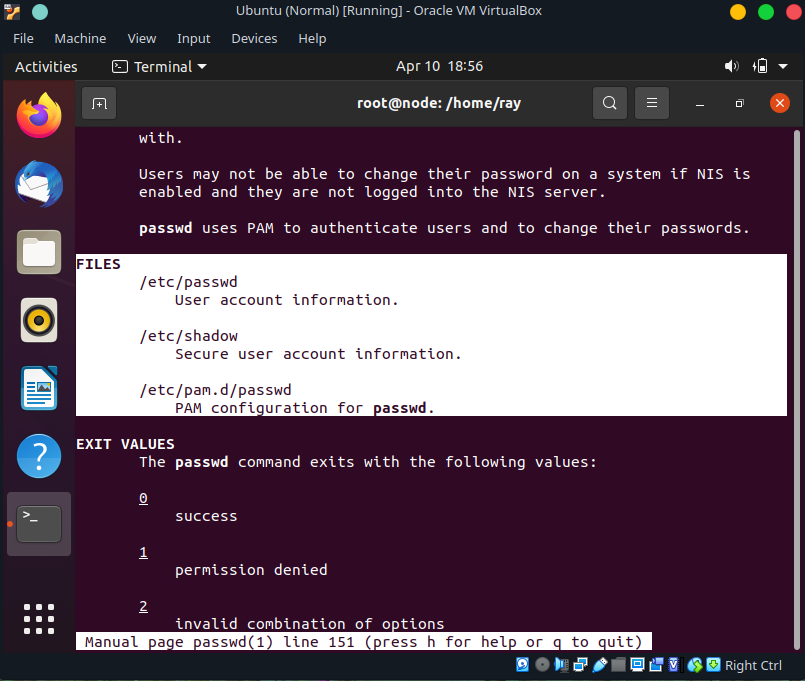 Ubuntu (Normal) [Running] - Oracle VM VirtualBox
File Machine View Input Devices Help
Activities Terminal Apr 10 18:56
root@node: /home/ray
with.
Users may not be able to change their password on a system if NIS is
enabled and they are not logged into the NIS server.
passwd uses PAM to authenticate users and to change their passwords.
FILES
/etc/passwd
User account information.
/etc/shadow
Secure user account information.
/etc/pam.d/passwd
PAM configuration for passwd.
EXIT VALUES
The passwd command exits with the following values:
0
success
1
permission denied
2
invalid combination of options
Manual page passwd(1) line 151 (press h for help or q to quit)
Right Ctrl